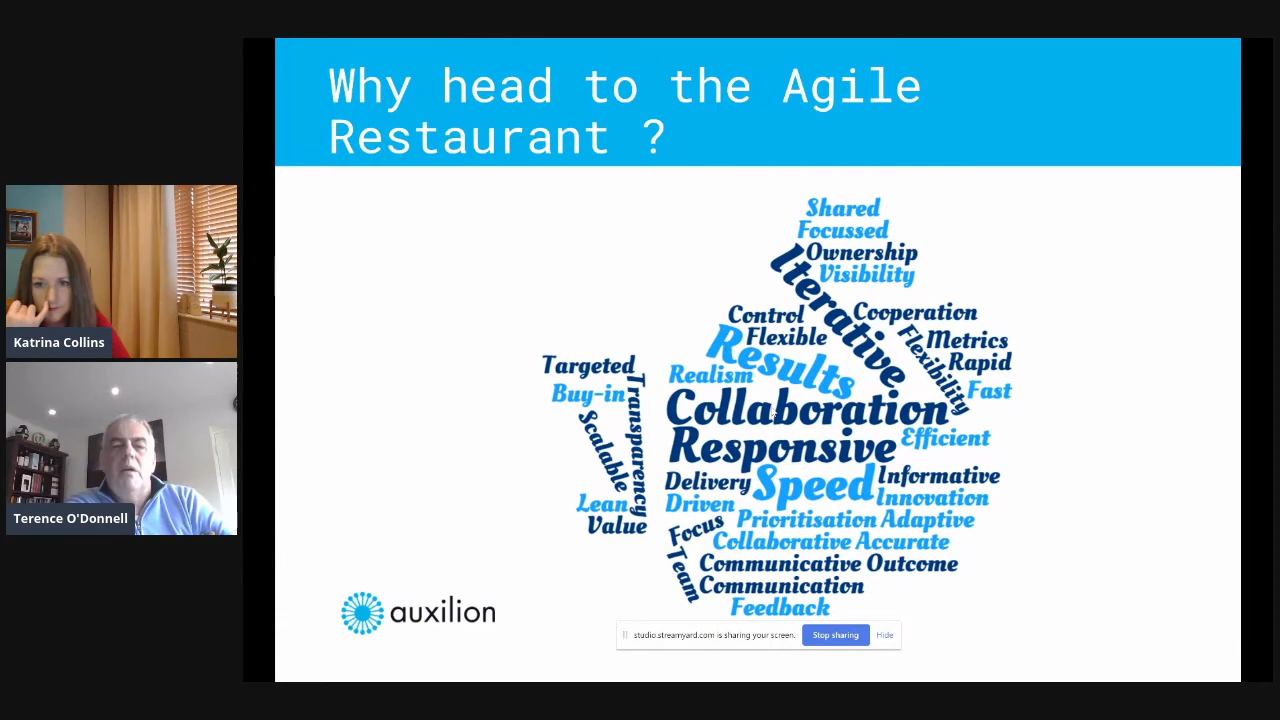 Why head to the Agile
Restaurant ?
Shared
Focussed
Ownership
Visibility
Iterative
Control
Cooperation
Flexible
Results
Flexibility
Metrics
Rapid
Fast
Realism
Targeted
Buy-in
Transparency
Scalable
Lean
Value
Collaboration
Responsive
Efficient
Delivery
Speed
Informative
Driven
Innovation
Focus
Prioritisation Adaptive
Collaborative Accurate
Team
Communicative Outcome
Communication
Feedback
Katrina Collins
Terence O'Donnell
auxilion
studio.streamyard.com is sharing your screen.
Stop sharing
Hide